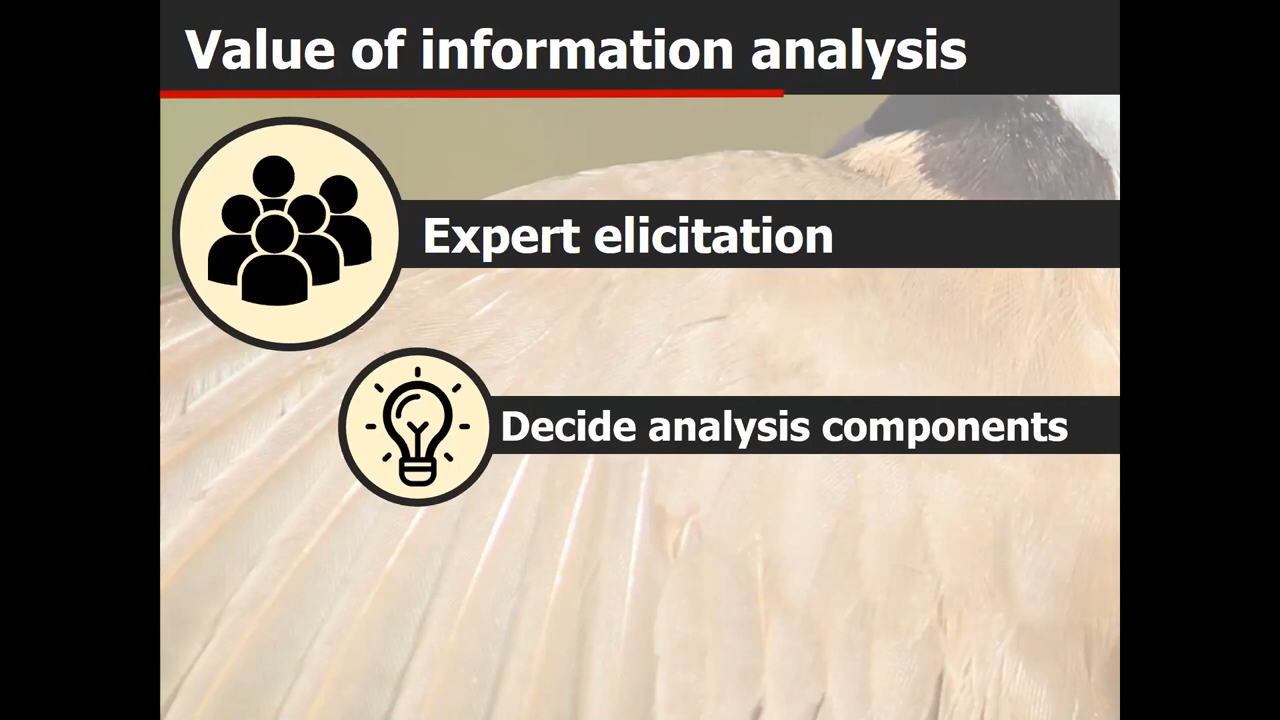 Value of information analysis
Expert elicitation
Decide analysis components